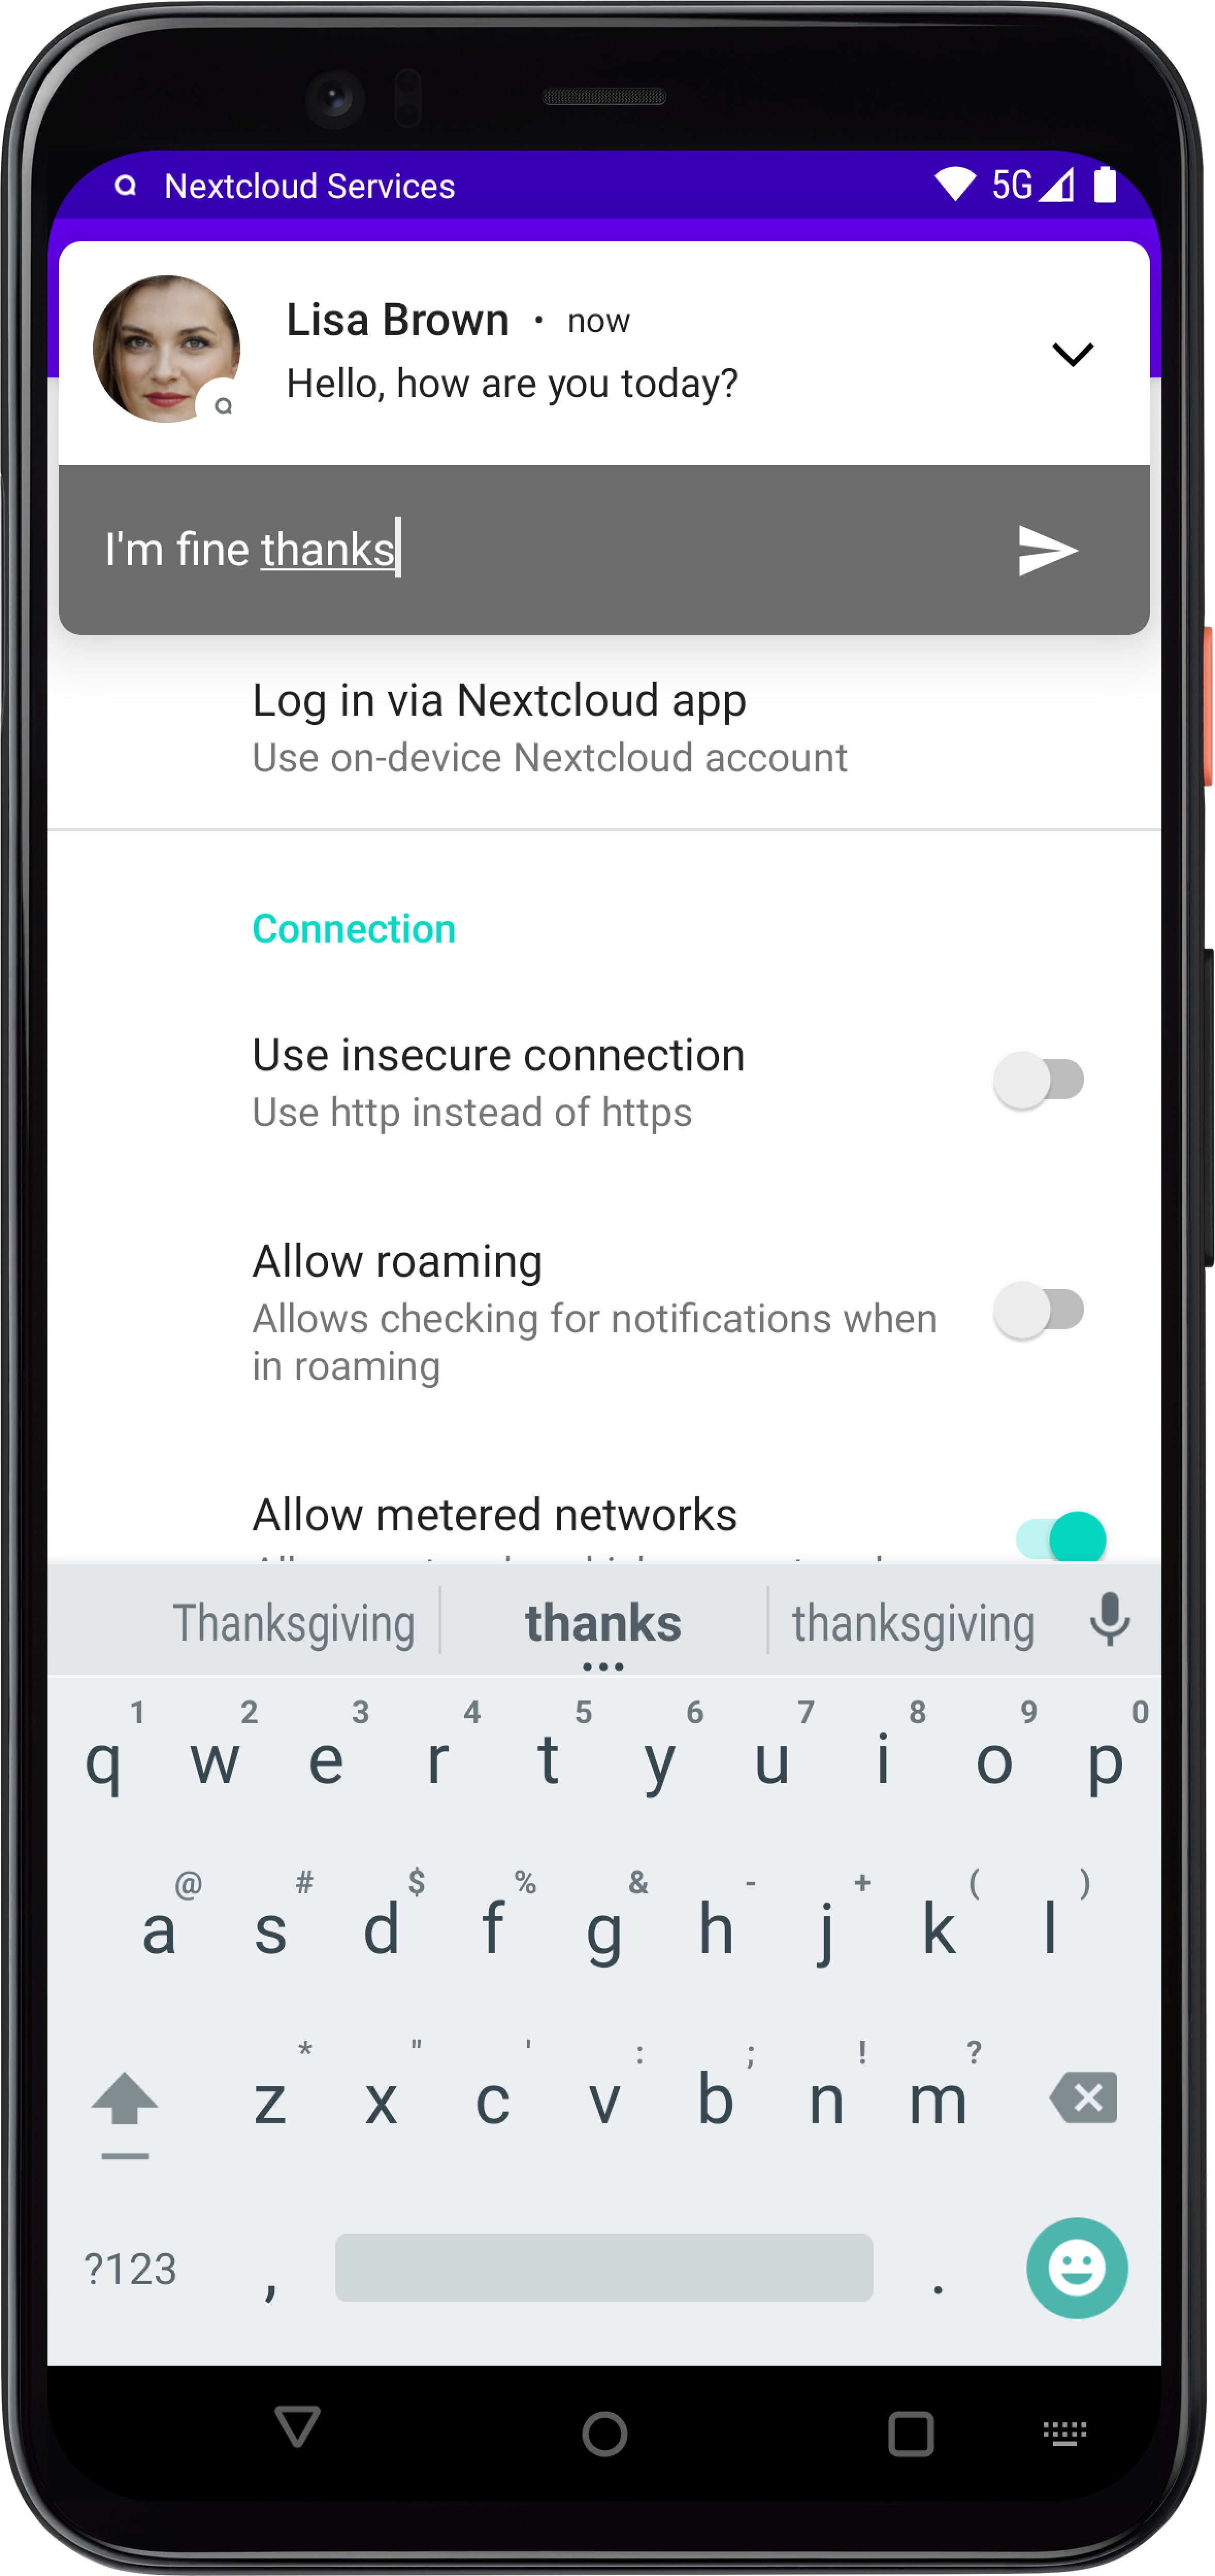 Nextcloud Services
5G
Lisa Brown • now
Hello, how are you today?
I'm fine thanks
Log in via Nextcloud app
Use on-device Nextcloud account
Connection
Use insecure connection
Use http instead of https
Allow roaming
Allows checking for notifications when
in roaming
Allow metered networks
Thanksgiving thanks thanksgiving
1 2 3 4 5 6 7 8 9 0
q w e r t y u i o p
@ # $ % & - + ( )
a s d f g h j k l
* " ' : ; ! ?
z x c v b n m
?123 , .